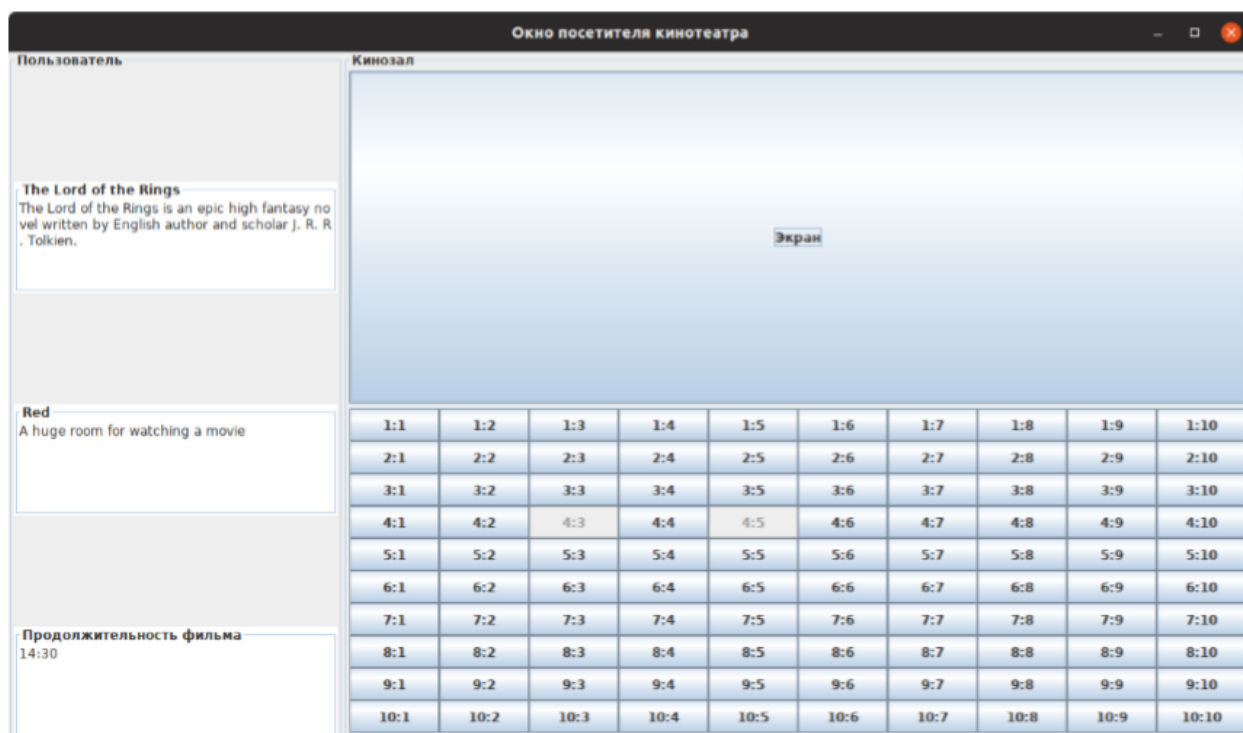 Окно посетителя кинотеатра
Пользователь
The Lord of the Rings
The Lord of the Rings is an epic high fantasy no
vel written by English author and scholar J. R. R
. Tolkien.
Red
A huge room for watching a movie
Продолжительность фильма
14:30
Кинозал
Экран
1:1 1:2 1:3 1:4 1:5 1:6 1:7 1:8 1:9 1:10
2:1 2:2 2:3 2:4 2:5 2:6 2:7 2:8 2:9 2:10
3:1 3:2 3:3 3:4 3:5 3:6 3:7 3:8 3:9 3:10
4:1 4:2 4:3 4:4 4:5 4:6 4:7 4:8 4:9 4:10
5:1 5:2 5:3 5:4 5:5 5:6 5:7 5:8 5:9 5:10
6:1 6:2 6:3 6:4 6:5 6:6 6:7 6:8 6:9 6:10
7:1 7:2 7:3 7:4 7:5 7:6 7:7 7:8 7:9 7:10
8:1 8:2 8:3 8:4 8:5 8:6 8:7 8:8 8:9 8:10
9:1 9:2 9:3 9:4 9:5 9:6 9:7 9:8 9:9 9:10
10:1 10:2 10:3 10:4 10:5 10:6 10:7 10:8 10:9 10:10